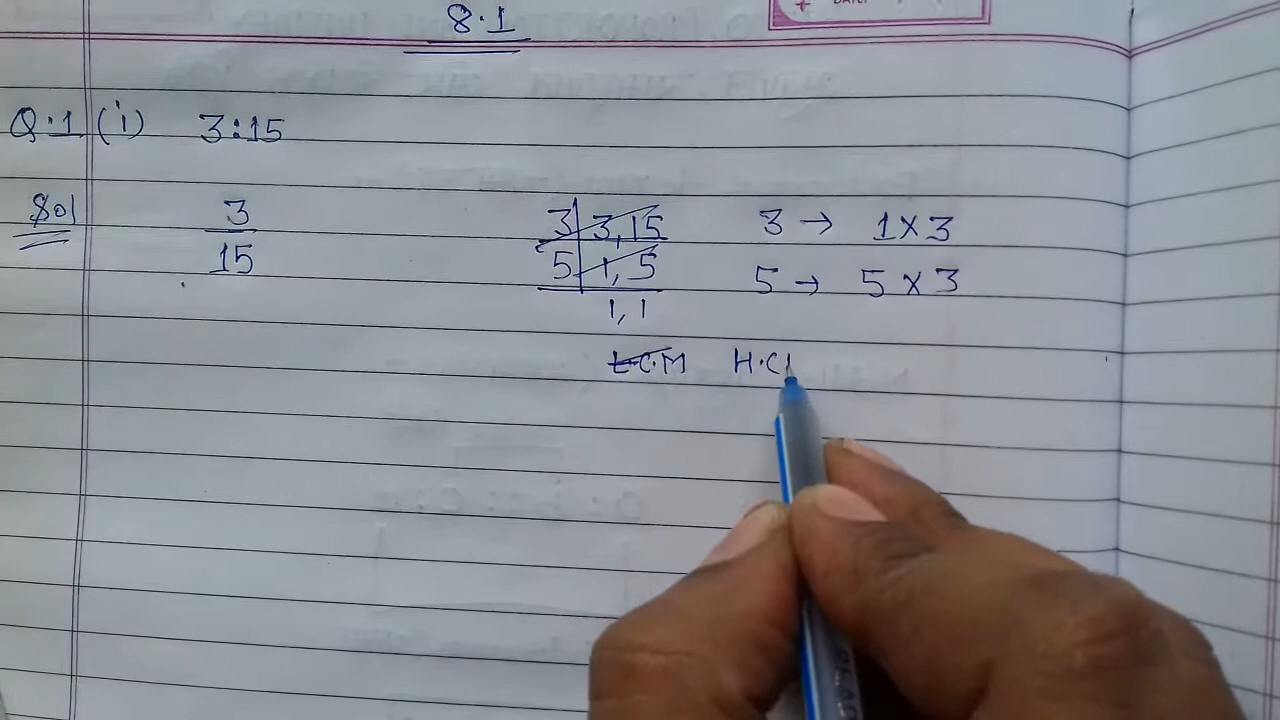 8.1
Q.1 (i) 3:15
Sol 3
15
3 3, 15
5 1, 5
1, 1
3 → 1×3
5 → 5×3
L.C.M H.C